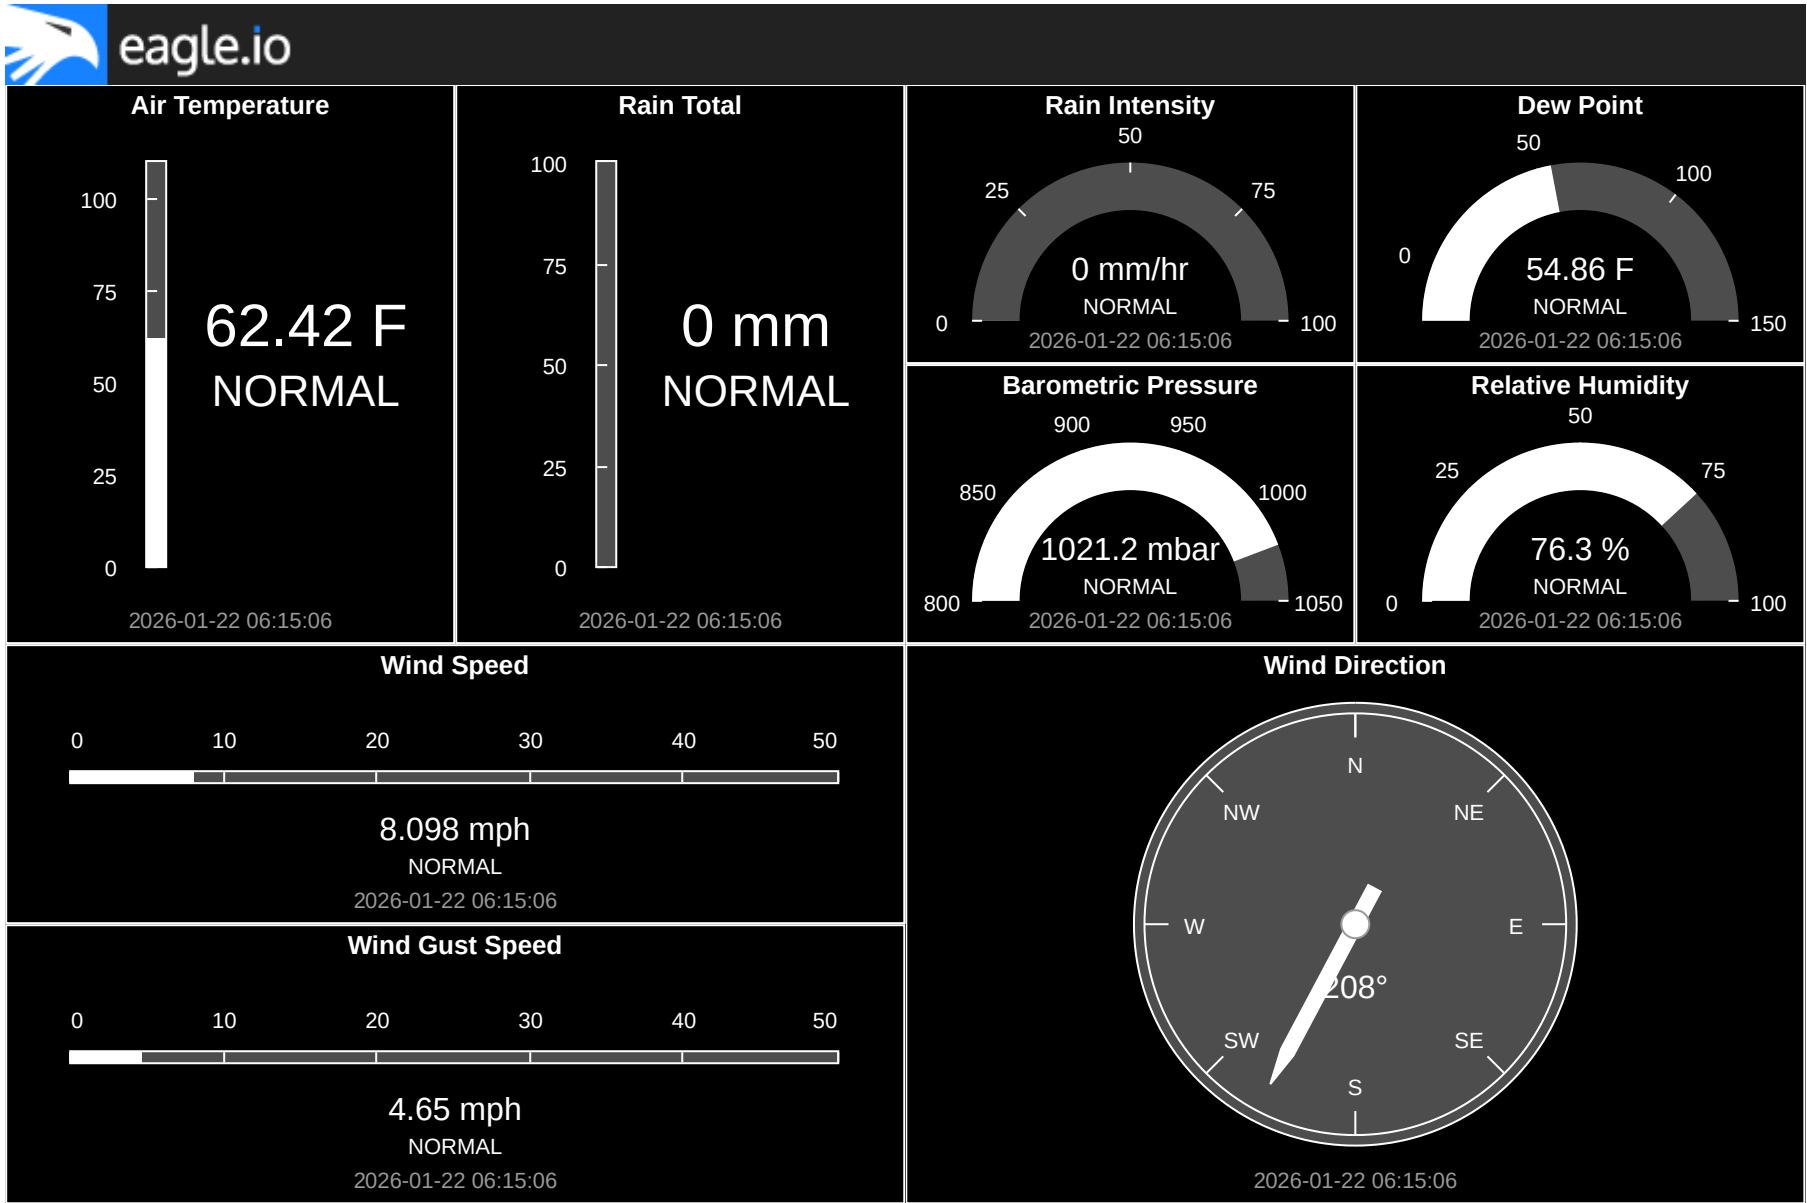 eagle.io
Air Temperature
100
75
50
25
0
62.42 F
NORMAL
2026-01-22 06:15:06
Rain Total
100
75
50
25
0
0 mm
NORMAL
2026-01-22 06:15:06
Rain Intensity
0
25
50
75
100
0 mm/hr
NORMAL
2026-01-22 06:15:06
Dew Point
0
50
100
150
54.86 F
NORMAL
2026-01-22 06:15:06
Barometric Pressure
800
850
900
950
1000
1050
1021.2 mbar
NORMAL
2026-01-22 06:15:06
Relative Humidity
0
25
50
75
100
76.3 %
NORMAL
2026-01-22 06:15:06
Wind Speed
0 10 20 30 40 50
8.098 mph
NORMAL
2026-01-22 06:15:06
Wind Gust Speed
0 10 20 30 40 50
4.65 mph
NORMAL
2026-01-22 06:15:06
Wind Direction
N
NW NE
W E
208°
SW SE
S
2026-01-22 06:15:06